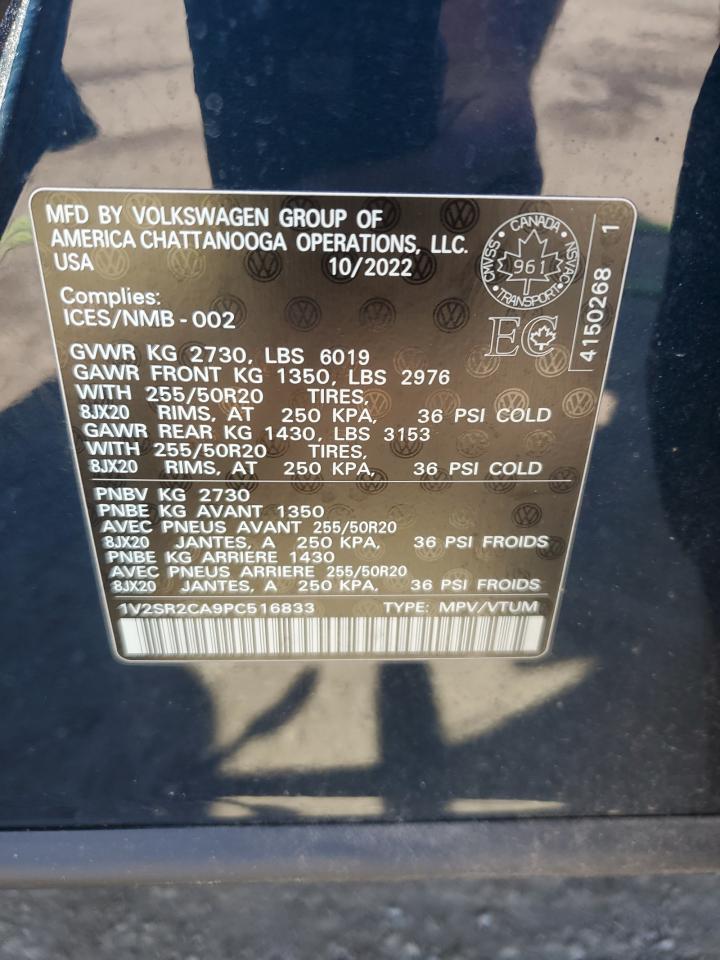 MFD BY VOLKSWAGEN GROUP OF
AMERICA CHATTANOOGA OPERATIONS, LLC.
USA 10/2022
CANADA
CMVSS NSVAC
961
TRANSPORT
EC
4150268 1
Complies:
ICES/NMB - 002
GVWR KG 2730, LBS 6019
GAWR FRONT KG 1350, LBS 2976
WITH 255/50R20 TIRES,
8JX20 RIMS, AT 250 KPA, 36 PSI COLD
GAWR REAR KG 1430, LBS 3153
WITH 255/50R20 TIRES,
8JX20 RIMS, AT 250 KPA, 36 PSI COLD
PNBV KG 2730
PNBE KG AVANT 1350
AVEC PNEUS AVANT 255/50R20
8JX20 JANTES, A 250 KPA, 36 PSI FROIDS
PNBE KG ARRIERE 1430
AVEC PNEUS ARRIERE 255/50R20
8JX20 JANTES, A 250 KPA, 36 PSI FROIDS
1V2SR2CA9PC516833 TYPE: MPV/VTUM